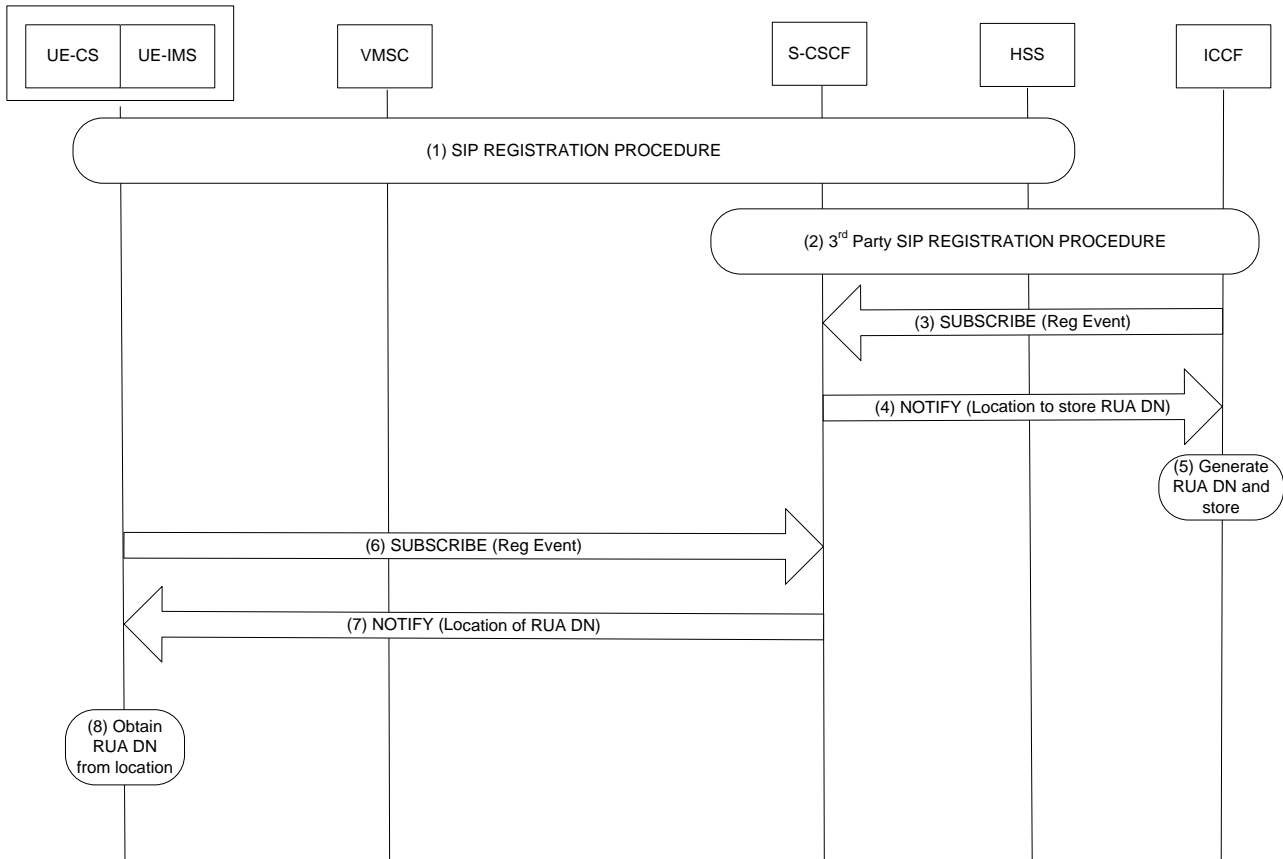 UE-CS
UE-IMS
VMSC
S-CSCF
HSS
ICCF
(1) SIP REGISTRATION PROCEDURE
(2) 3rd Party SIP REGISTRATION PROCEDURE
(3) SUBSCRIBE (Reg Event)
(4) NOTIFY (Location to store RUA DN)
(5) Generate
RUA DN and
store
(6) SUBSCRIBE (Reg Event)
(7) NOTIFY (Location of RUA DN)
(8) Obtain
RUA DN
from location